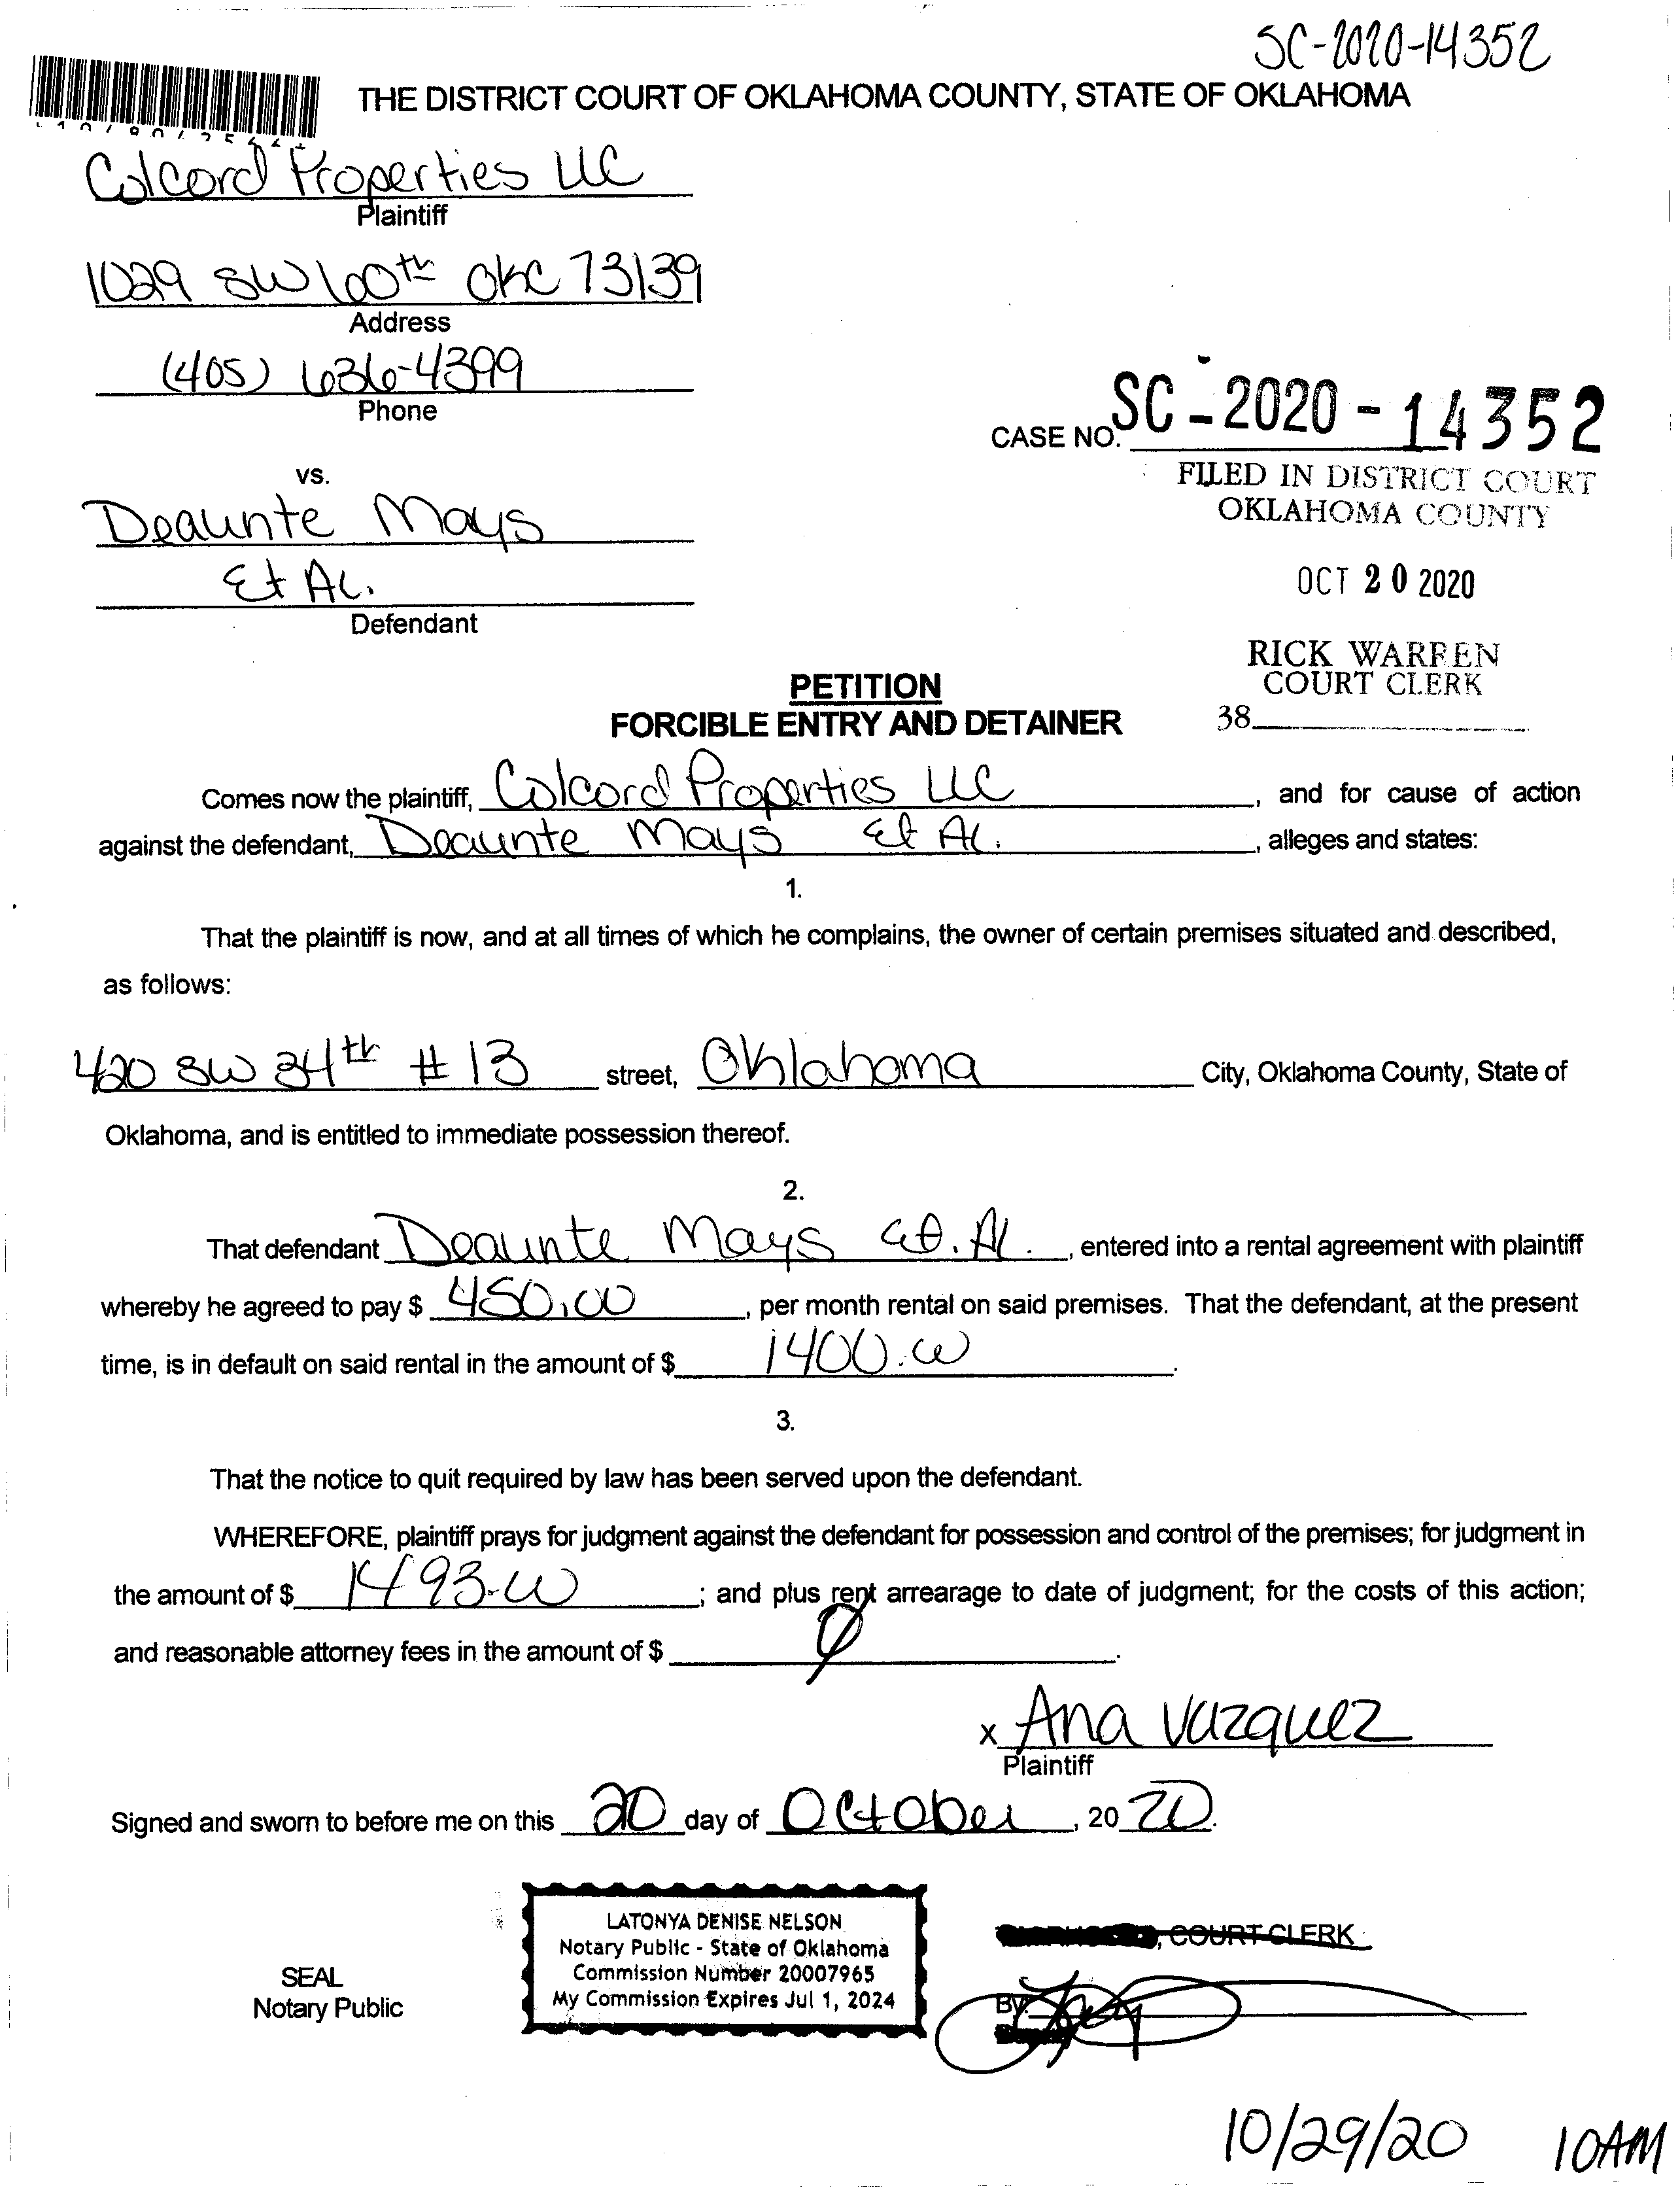 SC-2020-14352
THE DISTRICT COURT OF OKLAHOMA COUNTY, STATE OF OKLAHOMA
Colcord Properties LLC
Plaintiff
1029 SW 60th OKC 73139
Address
(405) 636-4399
Phone
CASE NO. SC-2020-14352
vs.
FILED IN DISTRICT COURT
OKLAHOMA COUNTY
Deaunte Mays
Et Al.
OCT 20 2020
Defendant
RICK WARREN
COURT CLERK
38
PETITION
FORCIBLE ENTRY AND DETAINER
Comes now the plaintiff, Colcord Properties LLC, and for cause of action
against the defendant, Deaunte Mays Et Al., alleges and states:
1.
That the plaintiff is now, and at all times of which he complains, the owner of certain premises situated and described,
as follows:
420 SW 34th #13 street, Oklahoma City, Oklahoma County, State of
Oklahoma, and is entitled to immediate possession thereof.
2.
That defendant Deaunte Mays et. Al., entered into a rental agreement with plaintiff
whereby he agreed to pay $ 450.00, per month rental on said premises. That the defendant, at the present
time, is in default on said rental in the amount of $ 1400.00.
3.
That the notice to quit required by law has been served upon the defendant.
WHEREFORE, plaintiff prays for judgment against the defendant for possession and control of the premises; for judgment in
the amount of $ 1493.00; and plus rent arrearage to date of judgment; for the costs of this action;
and reasonable attorney fees in the amount of $ 0.
x Ana Vazquez
Plaintiff
Signed and sworn to before me on this 20 day of October, 20 20.
LATONYA DENISE NELSON
Notary Public - State of Oklahoma
Commission Number 20007965
My Commission Expires Jul 1, 2024
SEAL
Notary Public
, COURT CLERK
By:
10/29/20 10AM